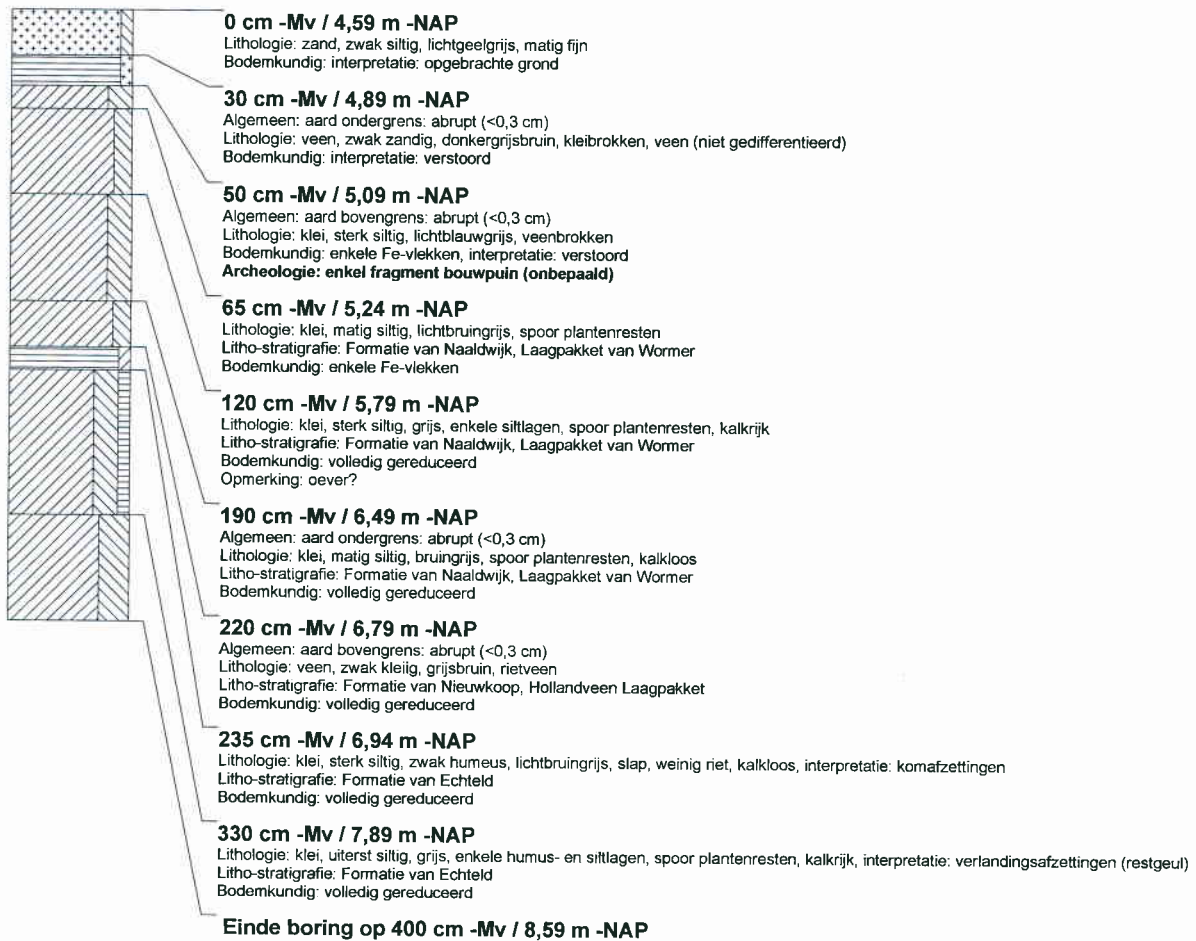 0 cm -Mv / 4,59 m -NAP
Lithologie: zand, zwak siltig, lichtgeelgrijs, matig fijn
Bodemkundig: interpretatie: opgebrachte grond
30 cm -Mv / 4,89 m -NAP
Algemeen: aard ondergrens: abrupt (<0,3 cm)
Lithologie: veen, zwak zandig, donkergrijsbruin, kleibrokken, veen (niet gedifferentieerd)
Bodemkundig: interpretatie: verstoord
50 cm -Mv / 5,09 m -NAP
Algemeen: aard bovengrens: abrupt (<0,3 cm)
Lithologie: klei, sterk siltig, lichtblauwgrijs, veenbrokken
Bodemkundig: enkele Fe-vlekken, interpretatie: verstoord
Archeologie: enkel fragment bouwpuin (onbepaald)
65 cm -Mv / 5,24 m -NAP
Lithologie: klei, matig siltig, lichtbruingrijs, spoor plantenresten
Litho-stratigrafie: Formatie van Naaldwijk, Laagpakket van Wormer
Bodemkundig: enkele Fe-vlekken
120 cm -Mv / 5,79 m -NAP
Lithologie: klei, sterk siltig, grijs, enkele siltlagen, spoor plantenresten, kalkrijk
Litho-stratigrafie: Formatie van Naaldwijk, Laagpakket van Wormer
Bodemkundig: volledig gereduceerd
Opmerking: oever?
190 cm -Mv / 6,49 m -NAP
Algemeen: aard ondergrens: abrupt (<0,3 cm)
Lithologie: klei, matig siltig, bruingrijs, spoor plantenresten, kalkloos
Litho-stratigrafie: Formatie van Naaldwijk, Laagpakket van Wormer
Bodemkundig: volledig gereduceerd
220 cm -Mv / 6,79 m -NAP
Algemeen: aard bovengrens: abrupt (<0,3 cm)
Lithologie: veen, zwak kleiig, grijsbruin, rietveen
Litho-stratigrafie: Formatie van Nieuwkoop, Hollandveen Laagpakket
Bodemkundig: volledig gereduceerd
235 cm -Mv / 6,94 m -NAP
Lithologie: klei, sterk siltig, zwak humeus, lichtbruingrijs, slap, weinig riet, kalkloos, interpretatie: komafzettingen
Litho-stratigrafie: Formatie van Echteld
Bodemkundig: volledig gereduceerd
330 cm -Mv / 7,89 m -NAP
Lithologie: klei, uiterst siltig, grijs, enkele humus- en siltlagen, spoor plantenresten, kalkrijk, interpretatie: verlandingsafzettingen (restgeul)
Litho-stratigrafie: Formatie van Echteld
Bodemkundig: volledig gereduceerd
Einde boring op 400 cm -Mv / 8,59 m -NAP